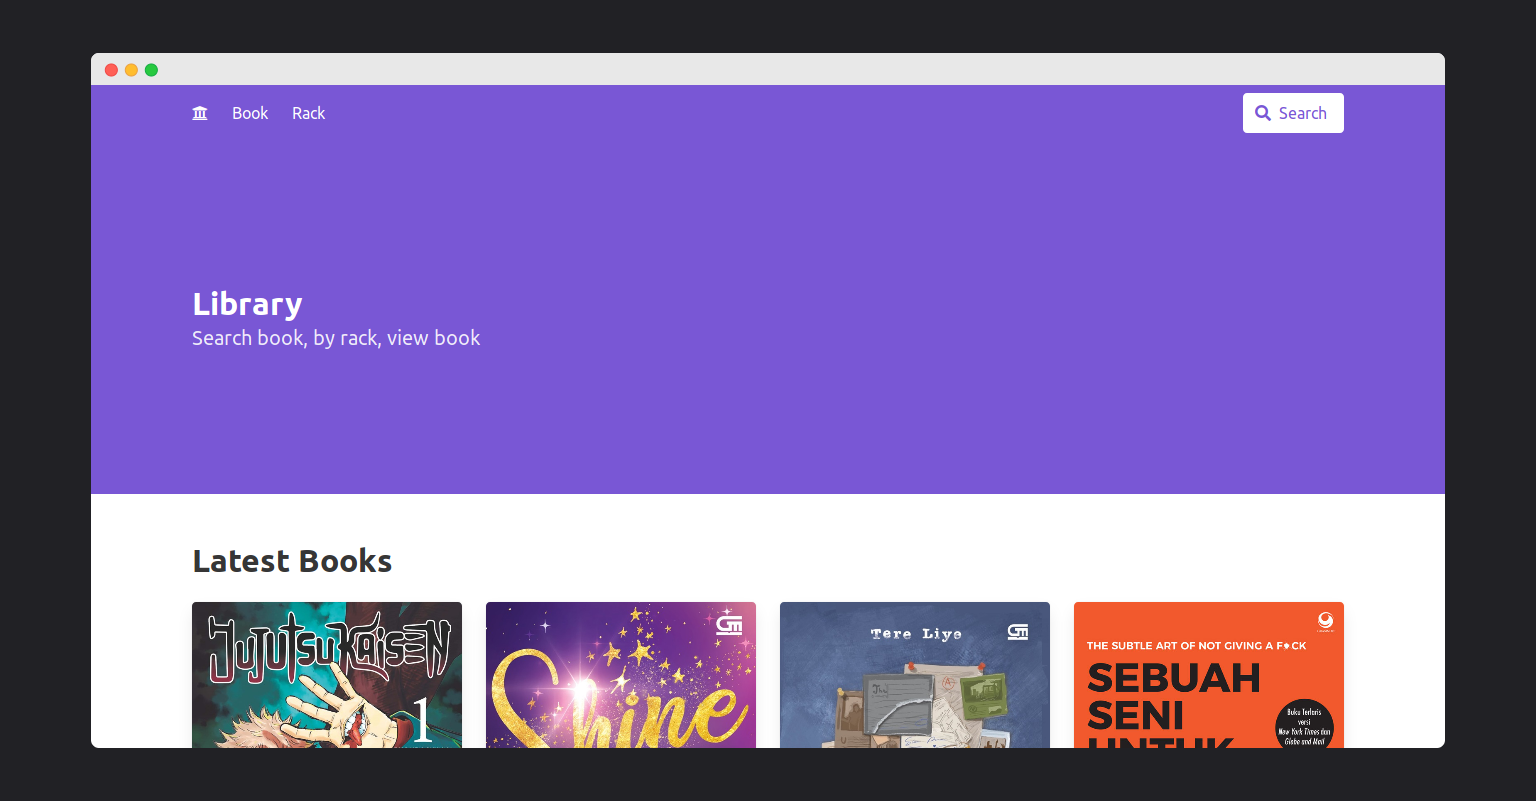 Book Rack Search
Library
Search book, by rack, view book
Latest Books
JUJUTSU KAISEN
1
Shine
Tere Liye
THE SUBTLE ART OF NOT GIVING A F*CK
SEBUAH
SENI
UNTUK
Buku Terlaris
versi
New York Times dan
Globe and Mail